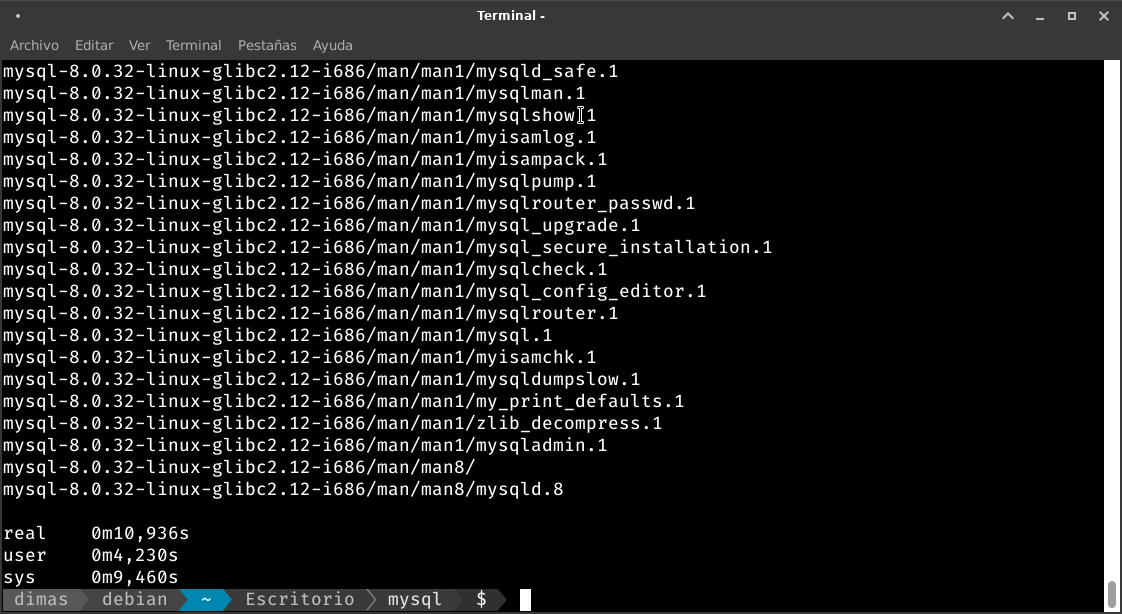 Terminal -
Archivo Editar Ver Terminal Pestañas Ayuda
mysql-8.0.32-linux-glibc2.12-i686/man/man1/mysqld_safe.1
mysql-8.0.32-linux-glibc2.12-i686/man/man1/mysqlman.1
mysql-8.0.32-linux-glibc2.12-i686/man/man1/mysqlshow.1
mysql-8.0.32-linux-glibc2.12-i686/man/man1/myisamlog.1
mysql-8.0.32-linux-glibc2.12-i686/man/man1/myisampack.1
mysql-8.0.32-linux-glibc2.12-i686/man/man1/mysqlpump.1
mysql-8.0.32-linux-glibc2.12-i686/man/man1/mysqlrouter_passwd.1
mysql-8.0.32-linux-glibc2.12-i686/man/man1/mysql_upgrade.1
mysql-8.0.32-linux-glibc2.12-i686/man/man1/mysql_secure_installation.1
mysql-8.0.32-linux-glibc2.12-i686/man/man1/mysqlcheck.1
mysql-8.0.32-linux-glibc2.12-i686/man/man1/mysql_config_editor.1
mysql-8.0.32-linux-glibc2.12-i686/man/man1/mysqlrouter.1
mysql-8.0.32-linux-glibc2.12-i686/man/man1/mysql.1
mysql-8.0.32-linux-glibc2.12-i686/man/man1/myisamchk.1
mysql-8.0.32-linux-glibc2.12-i686/man/man1/mysqldumpslow.1
mysql-8.0.32-linux-glibc2.12-i686/man/man1/my_print_defaults.1
mysql-8.0.32-linux-glibc2.12-i686/man/man1/zlib_decompress.1
mysql-8.0.32-linux-glibc2.12-i686/man/man1/mysqladmin.1
mysql-8.0.32-linux-glibc2.12-i686/man/man8/
mysql-8.0.32-linux-glibc2.12-i686/man/man8/mysqld.8
real 0m10,936s
user 0m4,230s
sys 0m9,460s
dimas debian ~ Escritorio mysql $